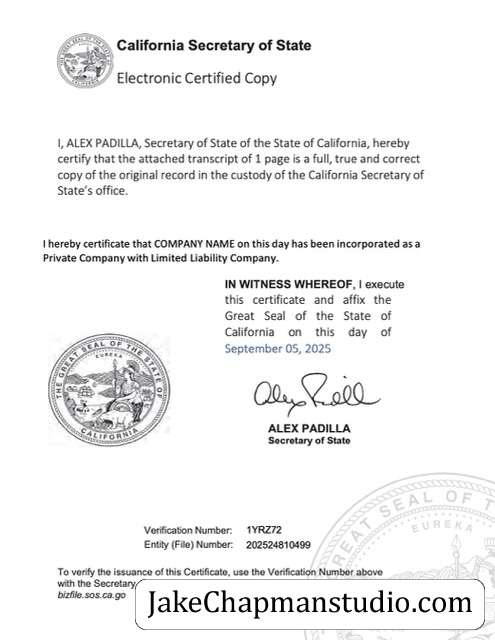 California Secretary of State
Electronic Certified Copy
I, ALEX PADILLA, Secretary of State of the State of California, hereby
certify that the attached transcript of 1 page is a full, true and correct
copy of the original record in the custody of the California Secretary of
State's office.
I hereby certificate that COMPANY NAME on this day has been incorporated as a
Private Company with Limited Liability Company.
IN WITNESS WHEREOF, I execute
this certificate and affix the
Great Seal of the State of
California on this day of
September 05, 2025
THE GREAT SEAL OF THE STATE OF
EUREKA
CALIFORNIA
Alex Padilla
ALEX PADILLA
Secretary of State
GREAT SEAL OF T
EUREKA
Verification Number: 1YRZ72
Entity (File) Number: 202524810499
To verify the issuance of this Certificate, use the Verification Number above
with the Secretary
bizfile.sos.ca.go
JakeChapmanstudio.com